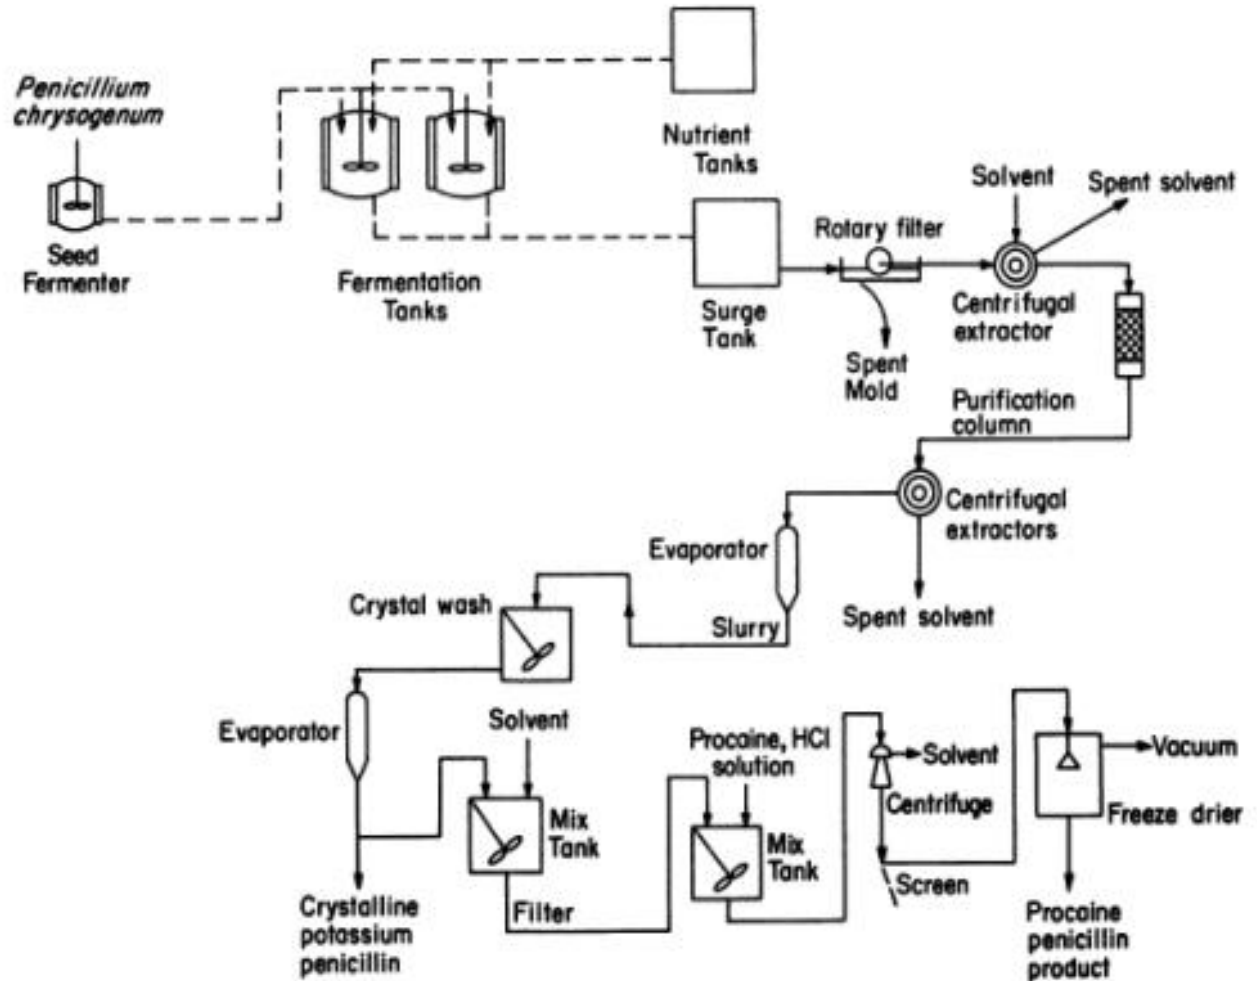 Penicillium
chrysogenum
Seed
Fermenter
Fermentation
Tanks
Nutrient
Tanks
Surge
Tank
Rotary filter
Spent
Mold
Solvent
Spent solvent
Centrifugal
extractor
Purification
column
Centrifugal
extractors
Spent solvent
Evaporator
Slurry
Crystal wash
Evaporator
Crystalline
potassium
penicillin
Solvent
Mix
Tank
Filter
Procaine, HCl
solution
Mix
Tank
Solvent
Centrifuge
Screen
Vacuum
Freeze drier
Procaine
penicillin
product